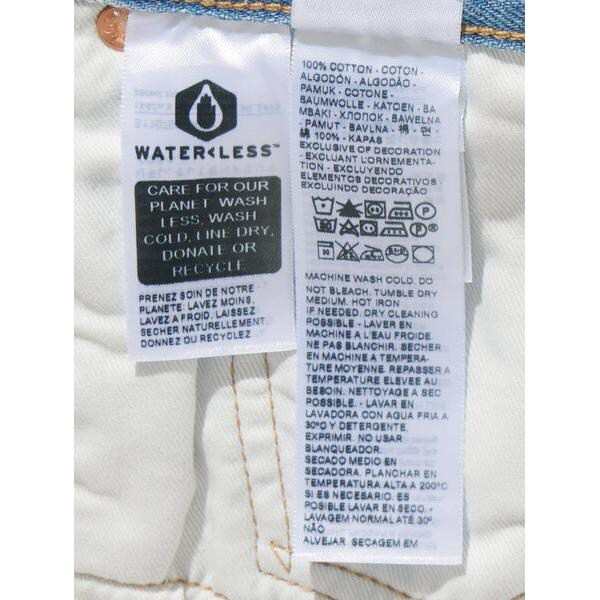 WATER<LESS™
CARE FOR OUR
PLANET WASH
LESS, WASH
COLD, LINE DRY,
DONATE OR
RECYCLE
PRENEZ SOIN DE NOTRE
PLANETE: LAVEZ MOINS,
LAVEZ A FROID, LAISSEZ
SECHER NATURELLEMENT,
DONNEZ OU RECYCLEZ
100% COTTON - COTON -
ALGODÓN - ALGODÃO -
PAMUK - COTONE -
BAUMWOLLE - KATOEN - BA
MBAKI - ХЛОПОК - BAWELNA
- PAMUT - BAVLNA - 棉 - 면 -
綿 100% - KAPAS
EXCLUSIVE OF DECORATION
- EXCLUANT L'ORNEMENTA-
TION - EXCLUYENDO
ELEMENTOS DECORATIVOS -
EXCLUINDO DECORAÇÃO
MACHINE WASH COLD. DO
NOT BLEACH. TUMBLE DRY
MEDIUM. HOT IRON
IF NEEDED. DRY CLEANING
POSSIBLE - LAVER EN
MACHINE A L'EAU FROIDE.
NE PAS BLANCHIR. SECHER
EN MACHINE A TEMPERA-
TURE MOYENNE. REPASSER A
TEMPERATURE ELEVEE AU
BESOIN. NETTOYAGE A SEC
POSSIBLE. - LAVAR EN
LAVADORA CON AGUA FRIA A
30ºC Y DETERGENTE.
EXPRIMIR. NO USAR
BLANQUEADOR.
SECADO MEDIO EN
SECADORA. PLANCHAR EN
TEMPERATURA ALTA A 200ºC
SI ES NECESARIO. ES
POSIBLE LAVAR EN SECO. -
LAVAGEM NORMAL ATÉ 30º.
NÃO
ALVEJAR. SECAGEM EM